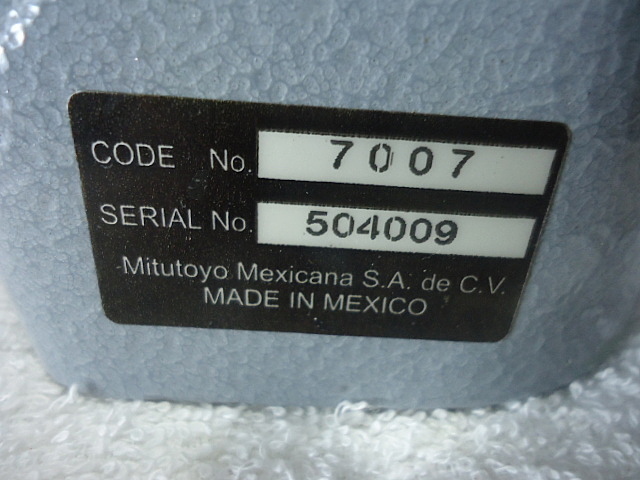 CODE No. 7007
SERIAL No. 504009
Mitutoyo Mexicana S.A. de C.V.
MADE IN MEXICO